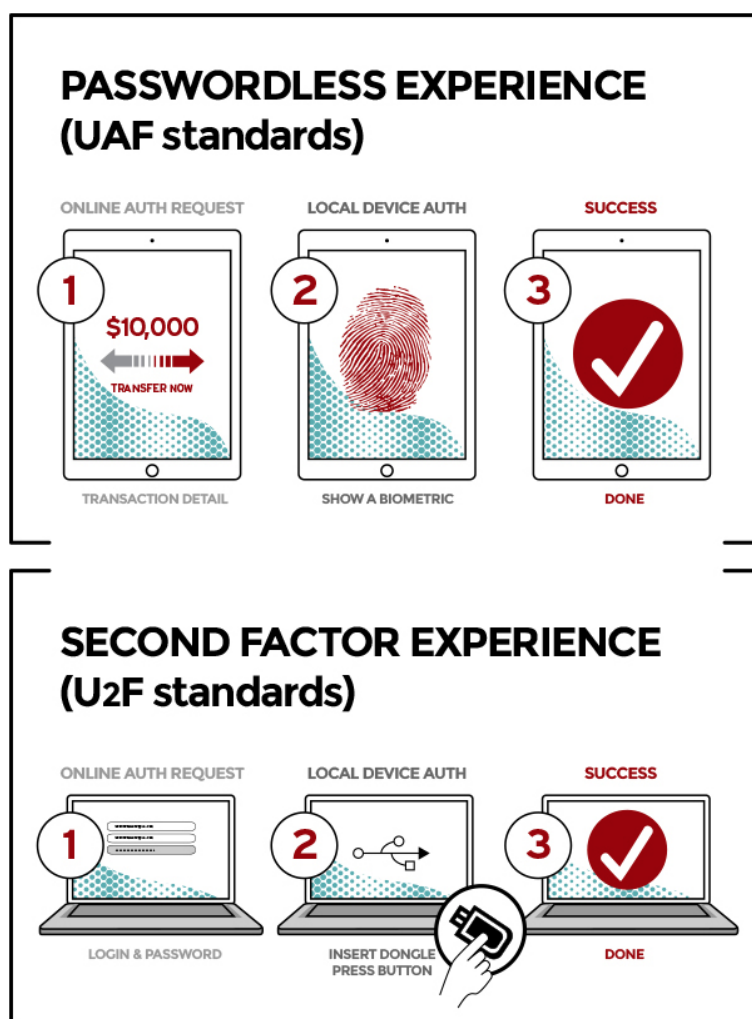 PASSWORDLESS EXPERIENCE
(UAF standards)
ONLINE AUTH REQUEST
LOCAL DEVICE AUTH
SUCCESS
1
$10,000
TRANSFER NOW
2
3
TRANSACTION DETAIL
SHOW A BIOMETRIC
DONE
SECOND FACTOR EXPERIENCE
(U2F standards)
ONLINE AUTH REQUEST
LOCAL DEVICE AUTH
SUCCESS
1
2
3
LOGIN & PASSWORD
INSERT DONGLE
PRESS BUTTON
DONE